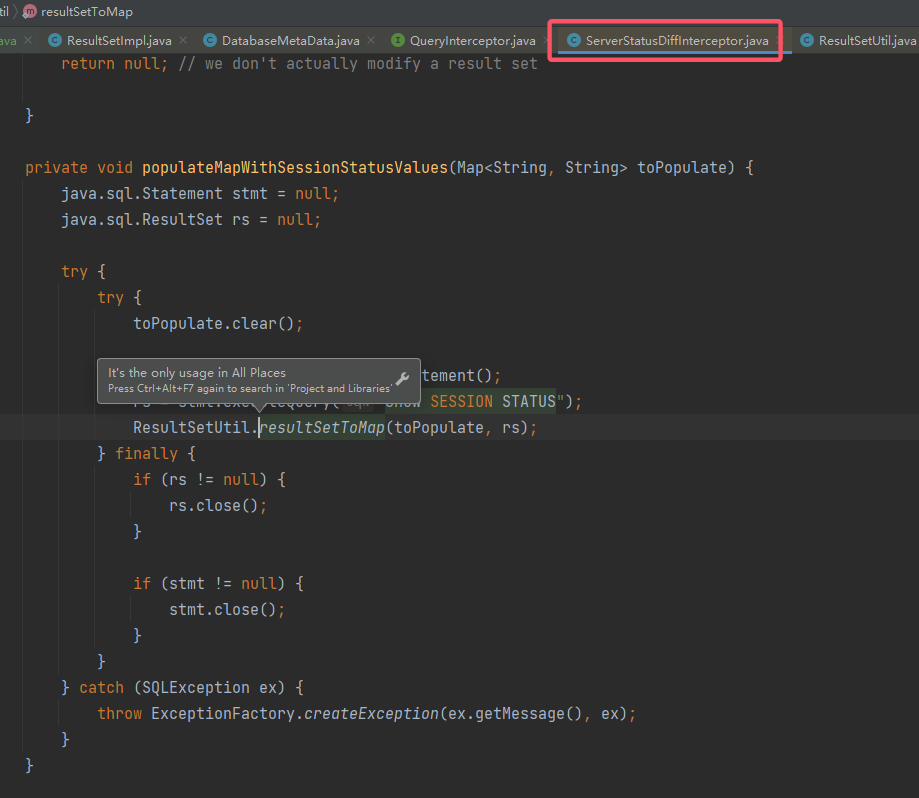 til resultSetToMap
ava ResultSetImpl.java DatabaseMetaData.java QueryInterceptor.java ServerStatusDiffInterceptor.java ResultSetUtil.java
return null; // we don't actually modify a result set
}
private void populateMapWithSessionStatusValues(Map<String, String> toPopulate) {
java.sql.Statement stmt = null;
java.sql.ResultSet rs = null;
try {
try {
toPopulate.clear();
It's the only usage in All Places
Press Ctrl+Alt+F7 again to search in 'Project and Libraries'
tement();
SESSION STATUS");
ResultSetUtil.resultSetToMap(toPopulate, rs);
} finally {
if (rs != null) {
rs.close();
}
if (stmt != null) {
stmt.close();
}
}
} catch (SQLException ex) {
throw ExceptionFactory.createException(ex.getMessage(), ex);
}
}